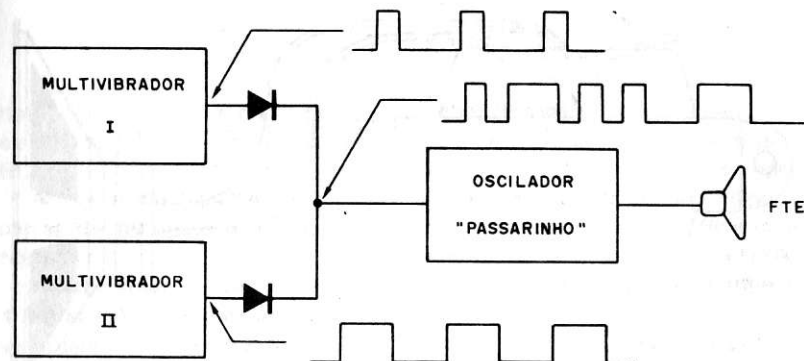 MULTIVIBRADOR
I
OSCILADOR
"PASSARINHO"
FTE
MULTIVIBRADOR
II